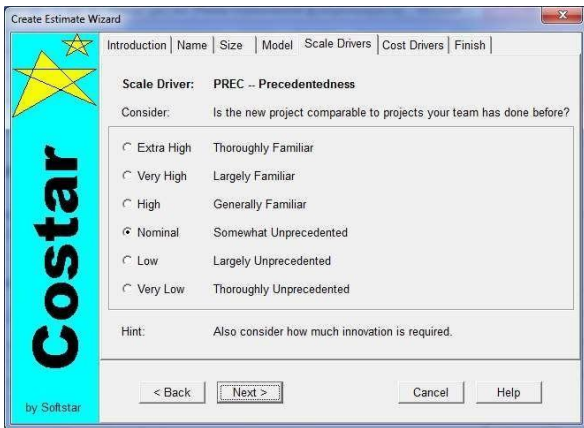 Create Estimate Wizard
Introduction Name Size Model Scale Drivers Cost Drivers Finish
Scale Driver: PREC -- Precedentedness
Consider: Is the new project comparable to projects your team has done before?
Extra High Thoroughly Familiar
Very High Largely Familiar
High Generally Familiar
Nominal Somewhat Unprecedented
Low Largely Unprecedented
Very Low Thoroughly Unprecedented
Hint: Also consider how much innovation is required.
Costar
by Softstar
< Back Next > Cancel Help